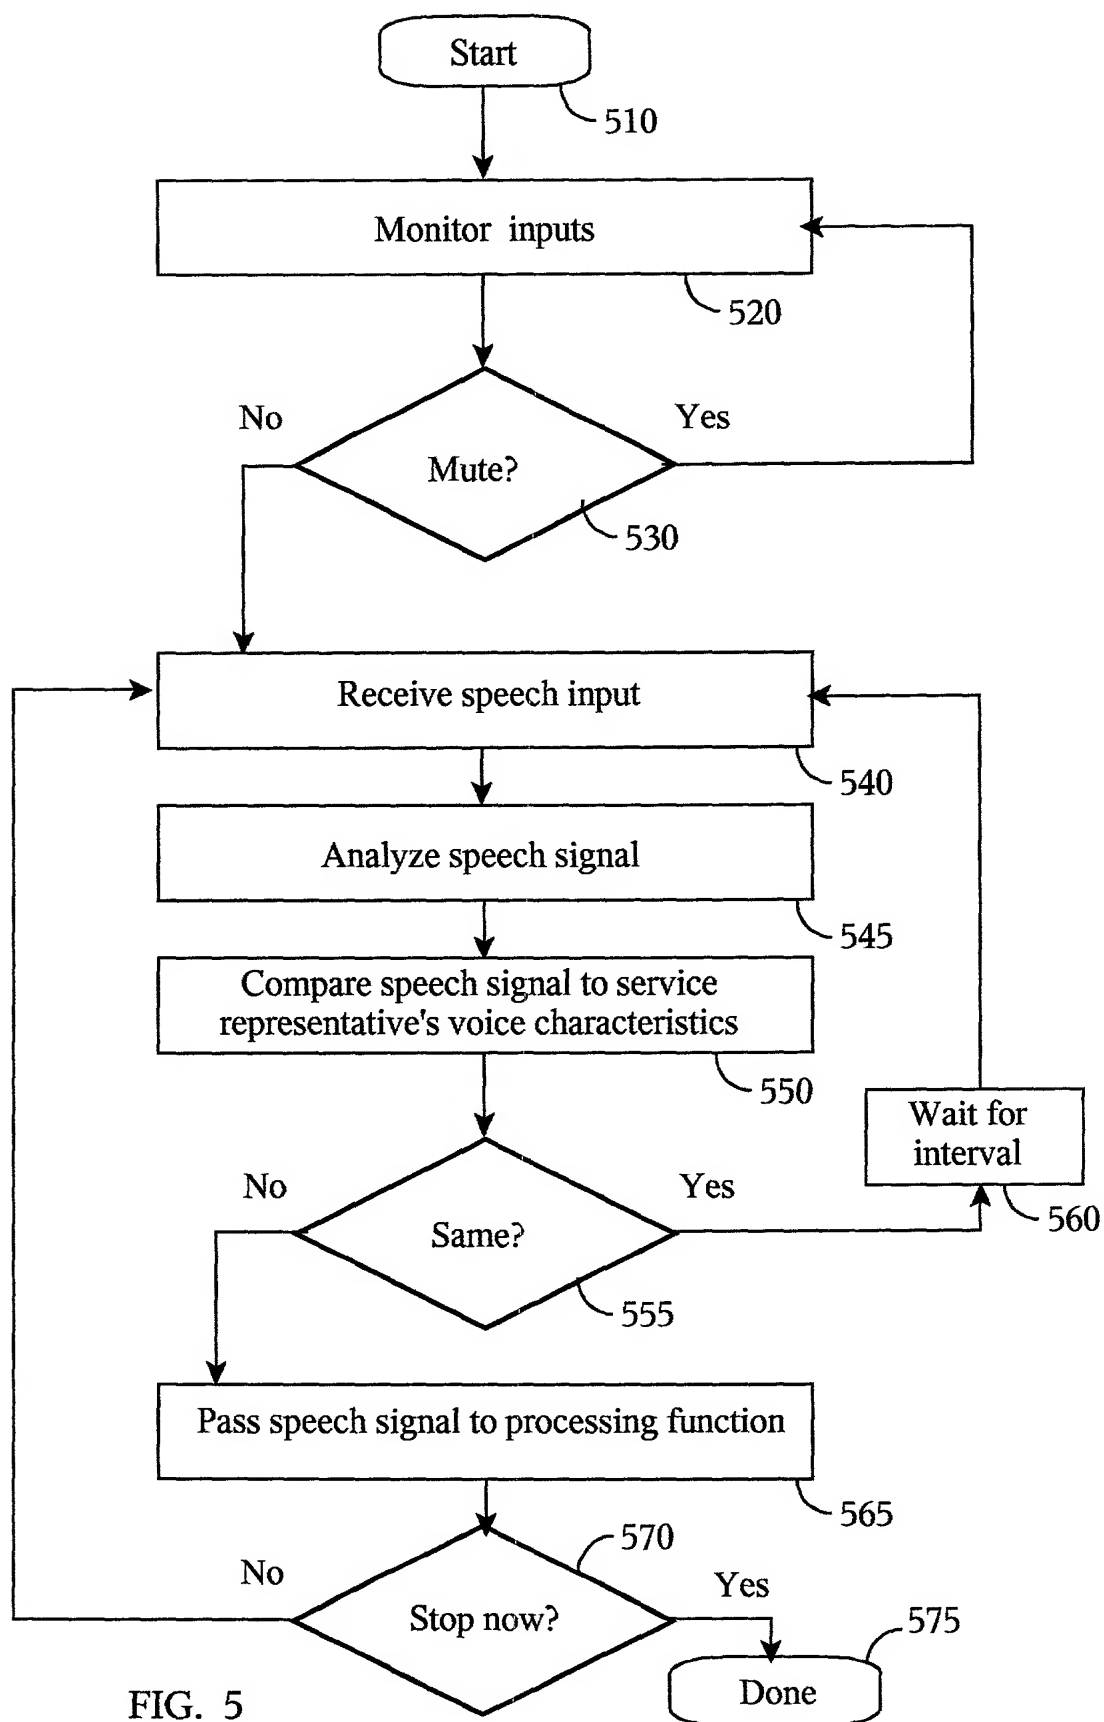 Start
510
Monitor inputs
520
No
Yes
Mute?
530
Receive speech input
540
Analyze speech signal
545
Compare speech signal to service
representative's voice characteristics
550
Wait for
interval
560
No
Yes
Same?
555
Pass speech signal to processing function
565
570
No
Yes
Stop now?
575
Done
FIG. 5